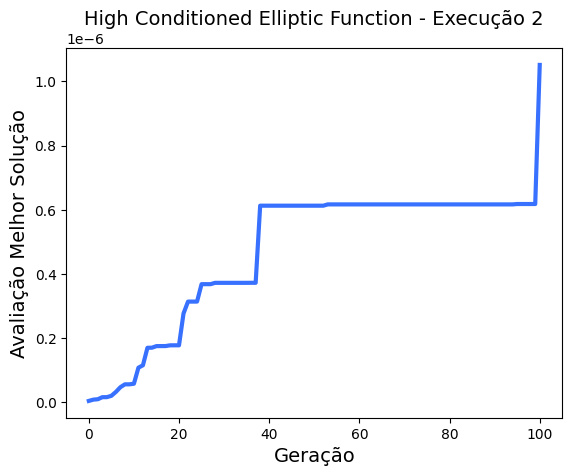 High Conditioned Elliptic Function - Execução 2
1e−6
1.0
0.8
0.6
0.4
0.2
0.0
Avaliação Melhor Solução
0 20 40 60 80 100
Geração